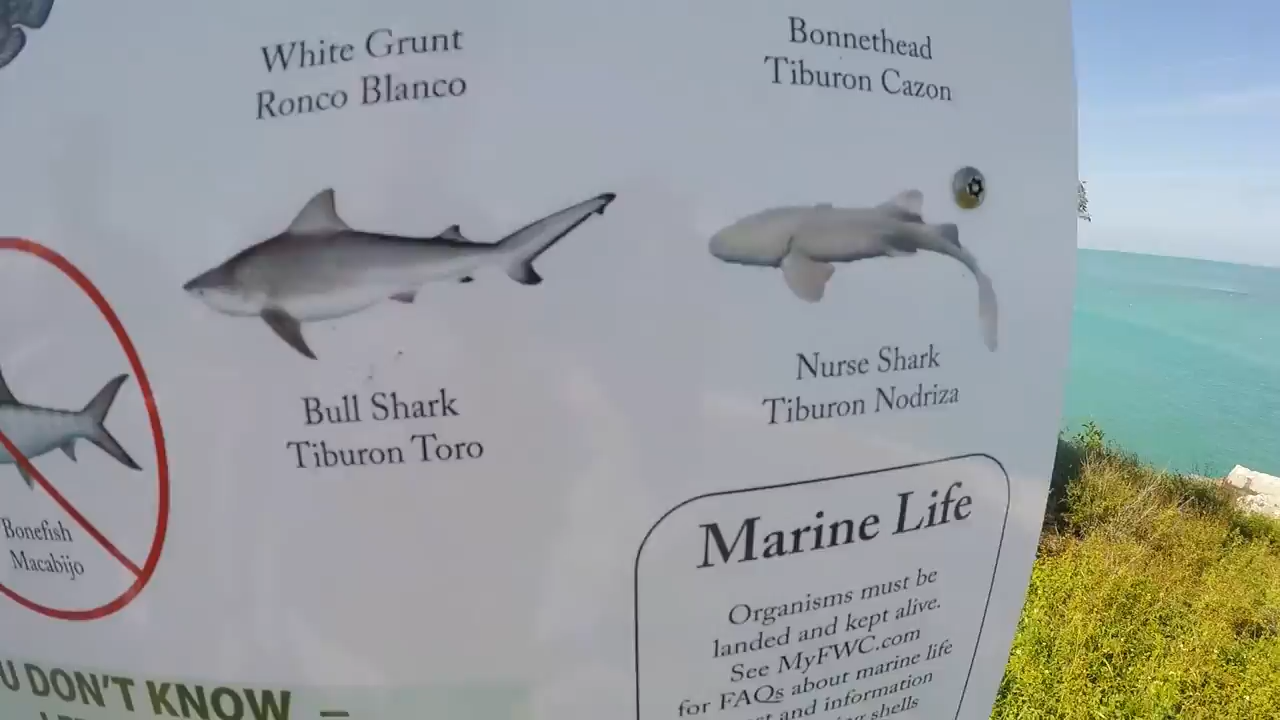 White Grunt
Ronco Blanco
Bonnethead
Tiburon Cazon
Bull Shark
Tiburon Toro
Nurse Shark
Tiburon Nodriza
Bonefish
Macabijo
Marine Life
Organisms must be
landed and kept alive.
See MyFWC.com
for FAQs about marine life
and information
shells
U DON'T KNOW –